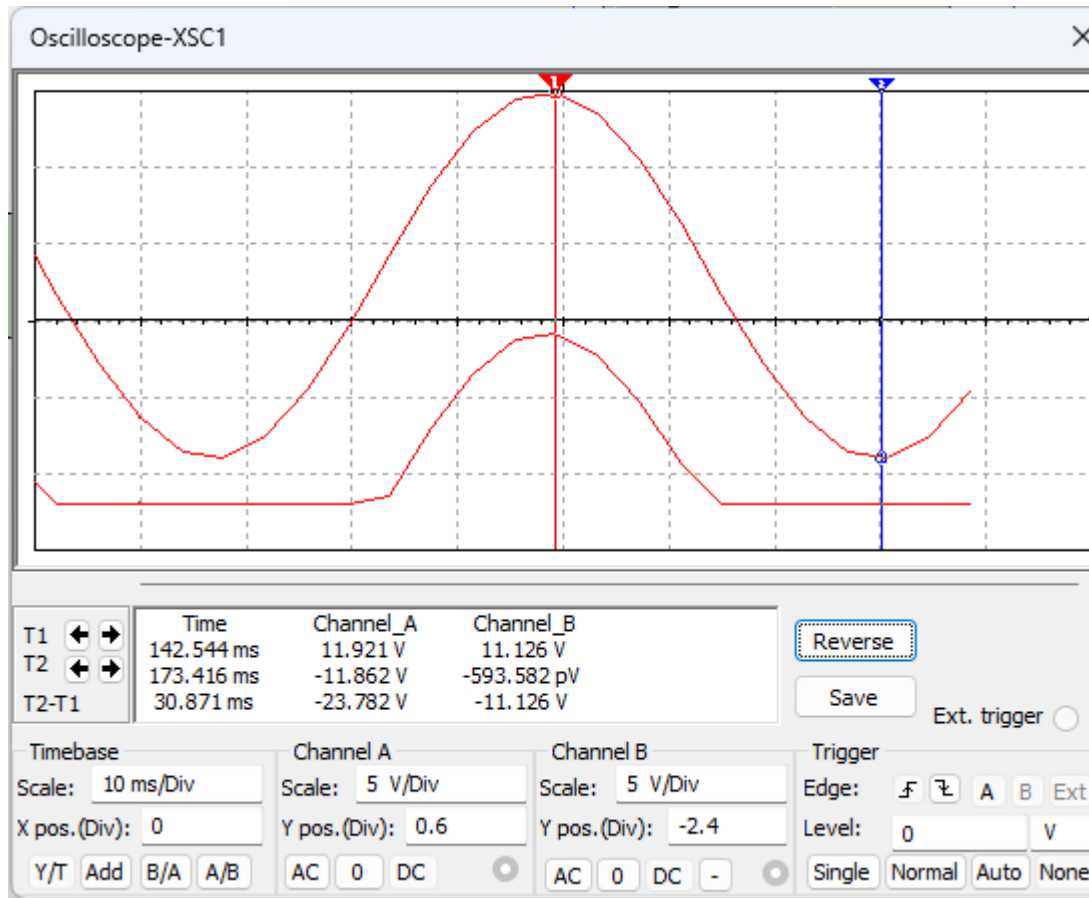 Oscilloscope-XSC1
1
2
T1
T2
T2-T1
Time Channel_A Channel_B
142.544 ms 11.921 V 11.126 V
173.416 ms -11.862 V -593.582 pV
30.871 ms -23.782 V -11.126 V
Reverse
Save
Ext. trigger
Timebase
Scale: 10 ms/Div
X pos.(Div): 0
Y/T Add B/A A/B
Channel A
Scale: 5 V/Div
Y pos.(Div): 0.6
AC 0 DC
Channel B
Scale: 5 V/Div
Y pos.(Div): -2.4
AC 0 DC -
Trigger
Edge: A B Ext
Level: 0 V
Single Normal Auto None